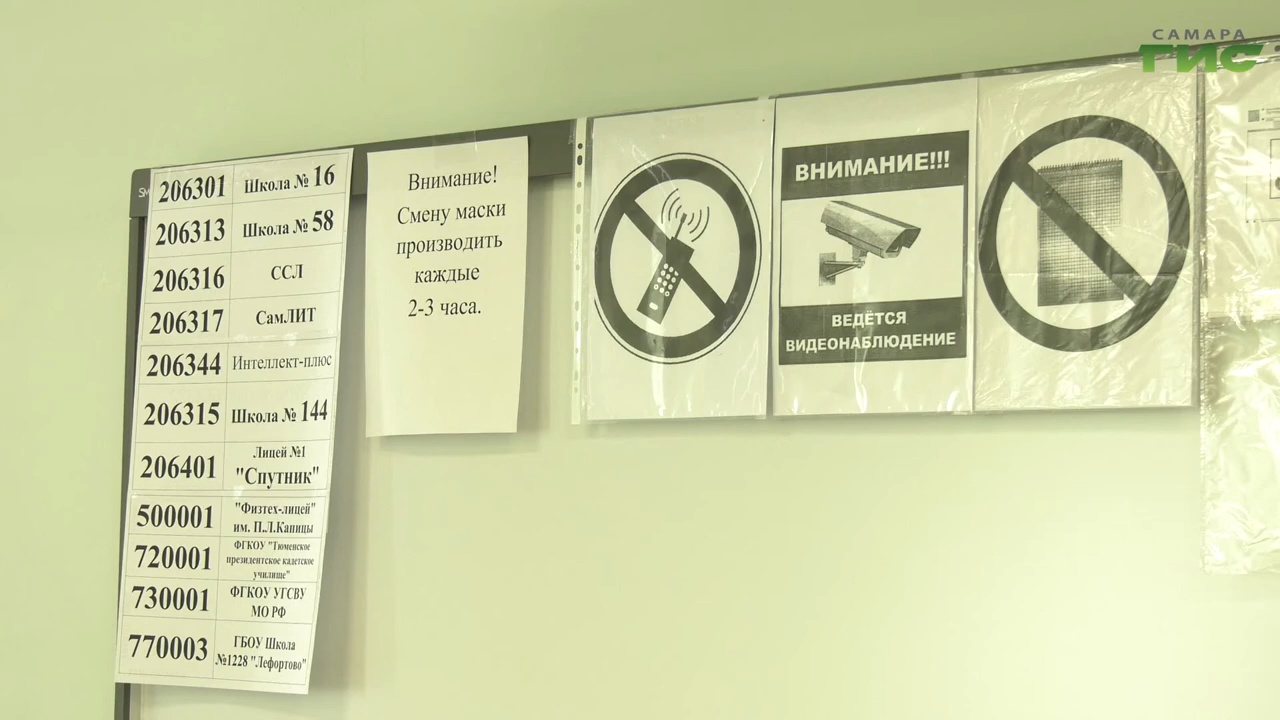 САМАРА
ГИС
206301 Школа № 16
206313 Школа № 58
206316 ССЛ
206317 СамЛИТ
206344 Интеллект-плюс
206315 Школа № 144
206401 Лицей №1
"Спутник"
500001 "Физтех-лицей"
им. П.Л.Капицы
720001 ФГКОУ "Тюменское
президентское кадетское
училище"
730001 ФГКОУ УГСВУ
МО РФ
770003 ГБОУ Школа
№1228 "Лефортово"
Внимание!
Смену маски
производить
каждые
2-3 часа.
ВНИМАНИЕ!!!
ВЕДЁТСЯ
ВИДЕОНАБЛЮДЕНИЕ